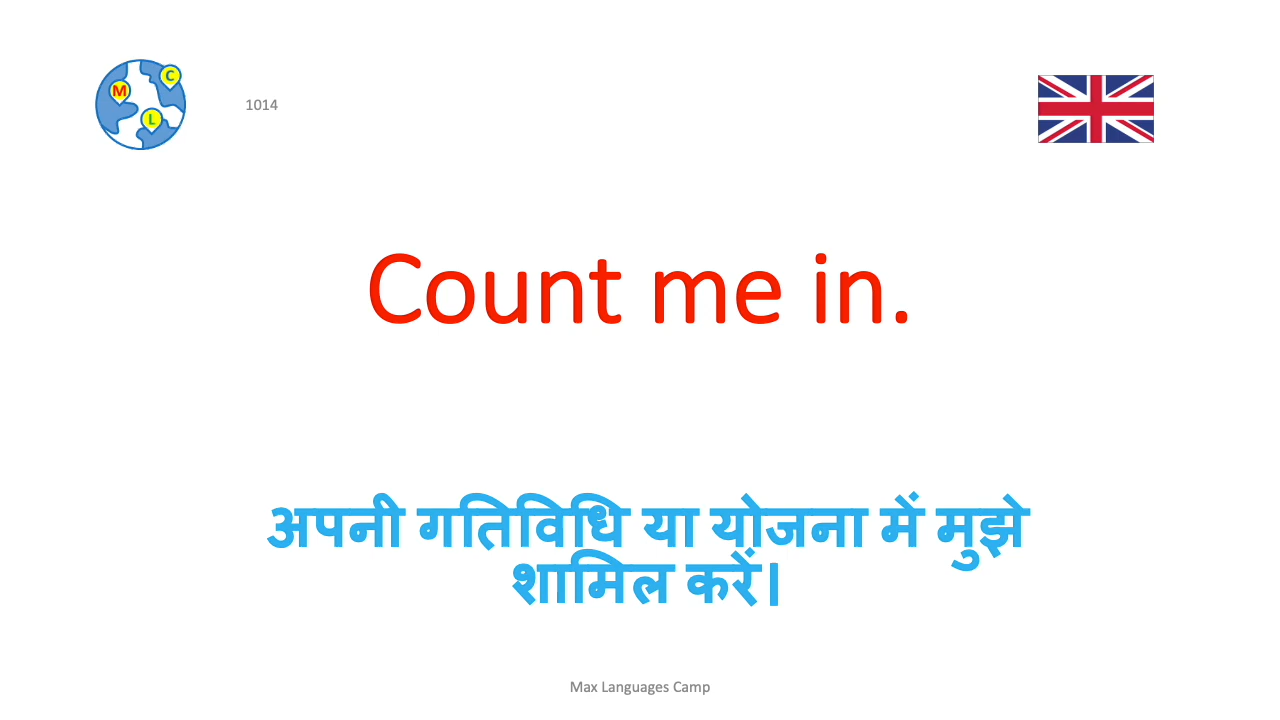 M
C
L
1014
Count me in.
अपनी गतिविधि या योजना में मुझे
शामिल करें।
Max Languages Camp